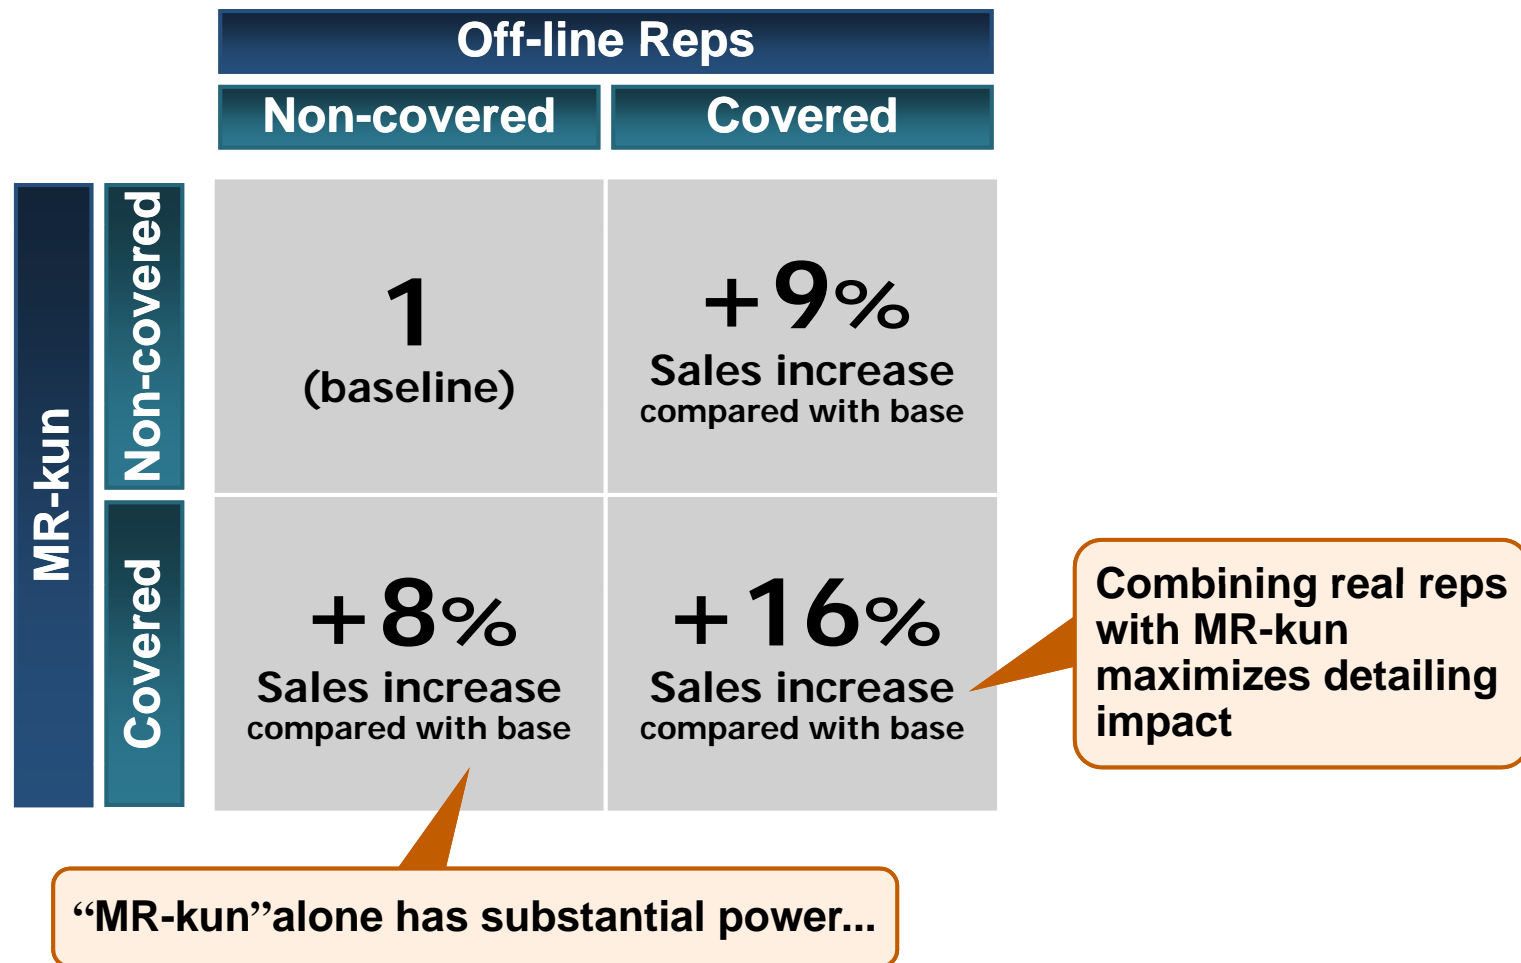 Off-line Reps
Non-covered
Covered
MR-kun
Non-covered
1
(baseline)
+9%
Sales increase
compared with base
Covered
+8%
Sales increase
compared with base
+16%
Sales increase
compared with base
Combining real reps
with MR-kun
maximizes detailing
impact
“MR-kun”alone has substantial power...